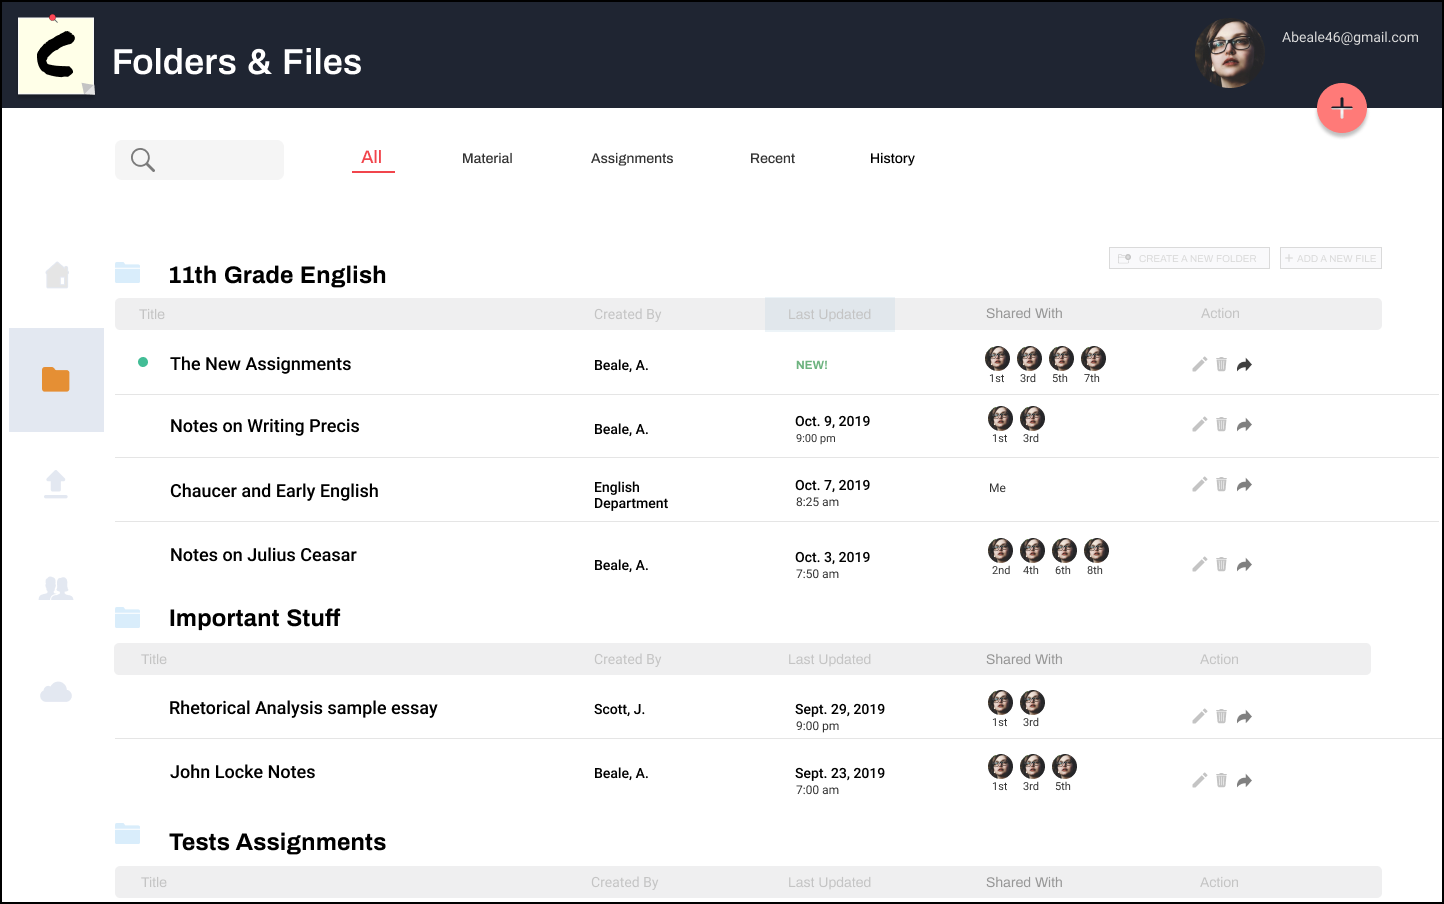 Folders & Files
Abeale46@gmail.com
All
Material
Assignments
Recent
History
CREATE A NEW FOLDER
+ ADD A NEW FILE
11th Grade English
Title
Created By
Last Updated
Shared With
Action
The New Assignments
Beale, A.
NEW!
1st
3rd
5th
7th
Notes on Writing Precis
Beale, A.
Oct. 9, 2019
9:00 pm
1st
3rd
Chaucer and Early English
English
Department
Oct. 7, 2019
8:25 am
Me
Notes on Julius Ceasar
Beale, A.
Oct. 3, 2019
7:50 am
2nd
4th
6th
8th
Important Stuff
Title
Created By
Last Updated
Shared With
Action
Rhetorical Analysis sample essay
Scott, J.
Sept. 29, 2019
9:00 pm
1st
3rd
John Locke Notes
Beale, A.
Sept. 23, 2019
7:00 am
1st
3rd
5th
Tests Assignments
Title
Created By
Last Updated
Shared With
Action